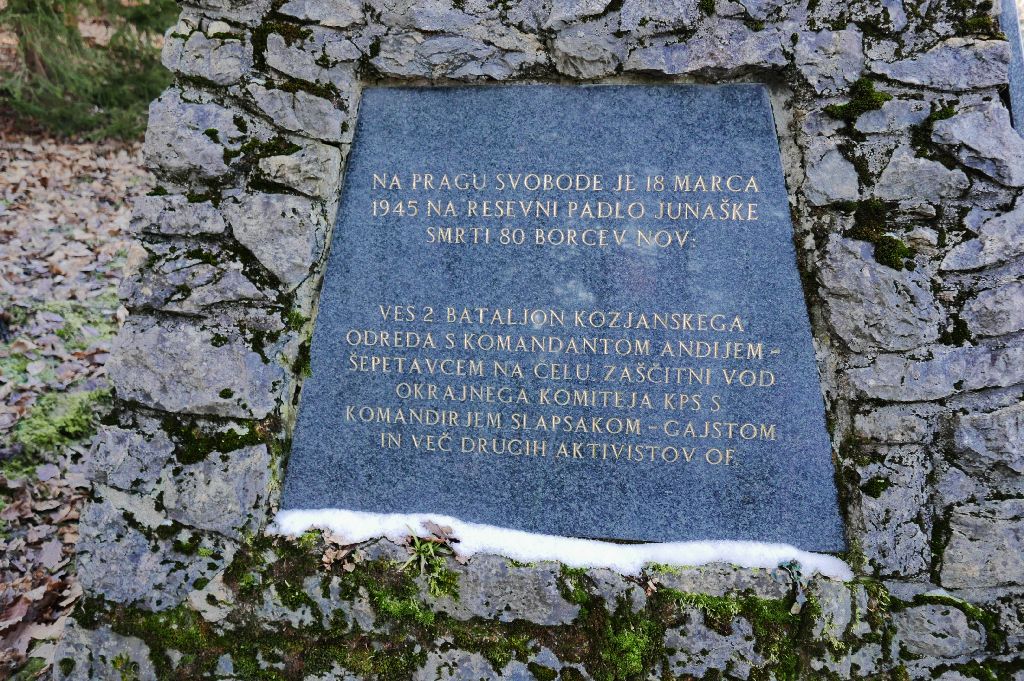 NA PRAGU SVOBODE JE 18 MARCA
1945 NA RESEVNI PADLO JUNAŠKE
SMRTI 80 BORCEV NOV:
VES 2. BATALJON KOZJANSKEGA
ODREDA S KOMANDANTOM ANDIJEM-
ŠEPETAVCEM NA CELU. ZAŠČITNI VOD
OKRAJNEGA KOMITEJA KPS S
KOMANDIRJEM SLAPSAKOM-GAJSTOM
IN VEČ DRUGIH AKTIVISTOV OF.